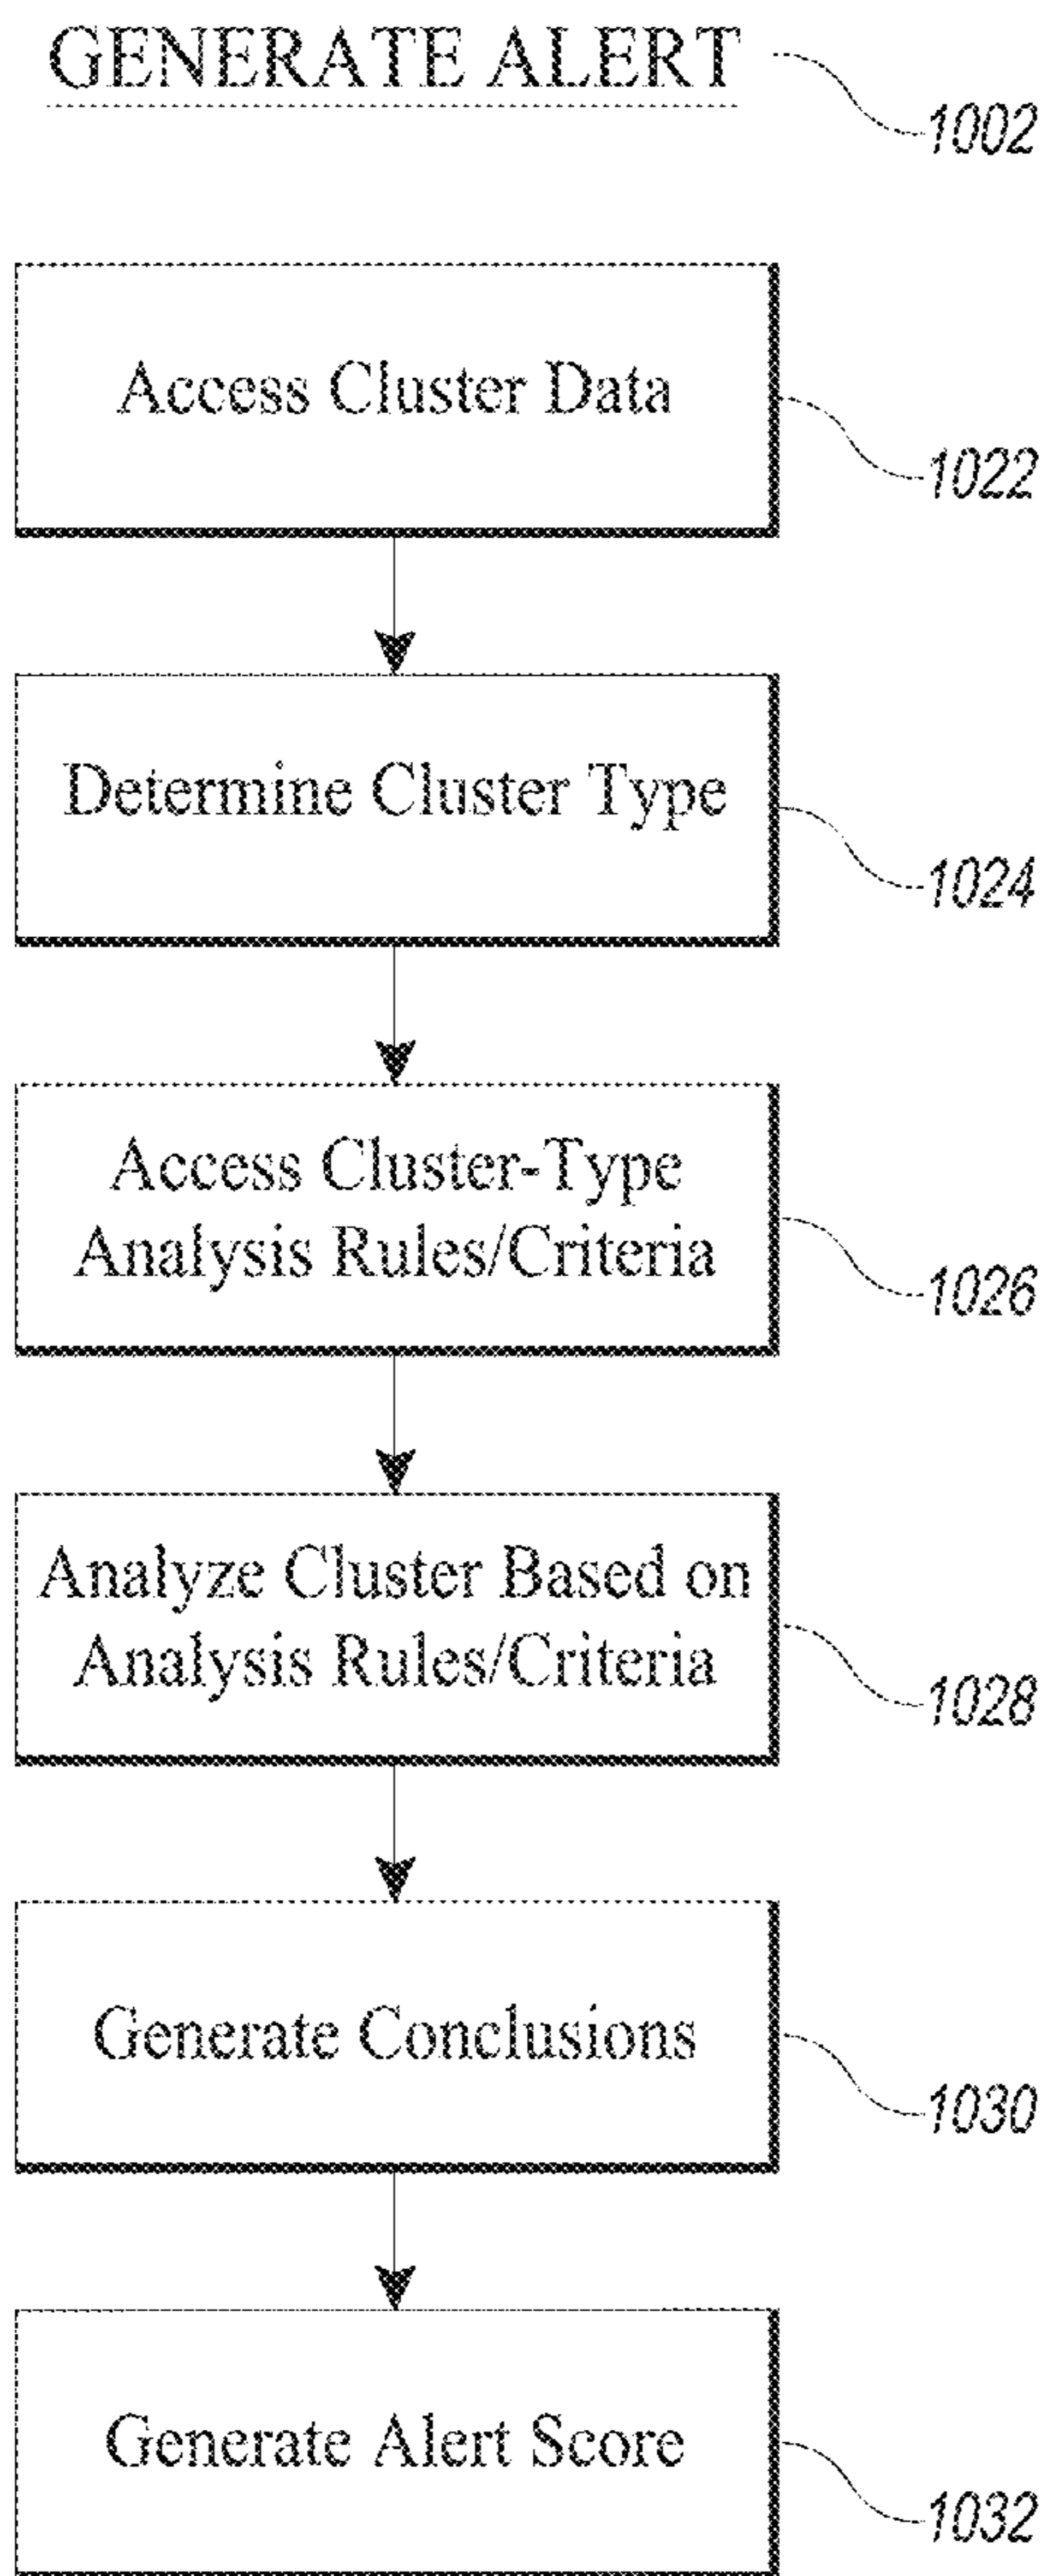 GENERATE ALERT
1002
Access Cluster Data
1022
Determine Cluster Type
1024
Access Cluster-Type
Analysis Rules/Criteria
1026
Analyze Cluster Based on
Analysis Rules/Criteria
1028
Generate Conclusions
1030
Generate Alert Score
1032